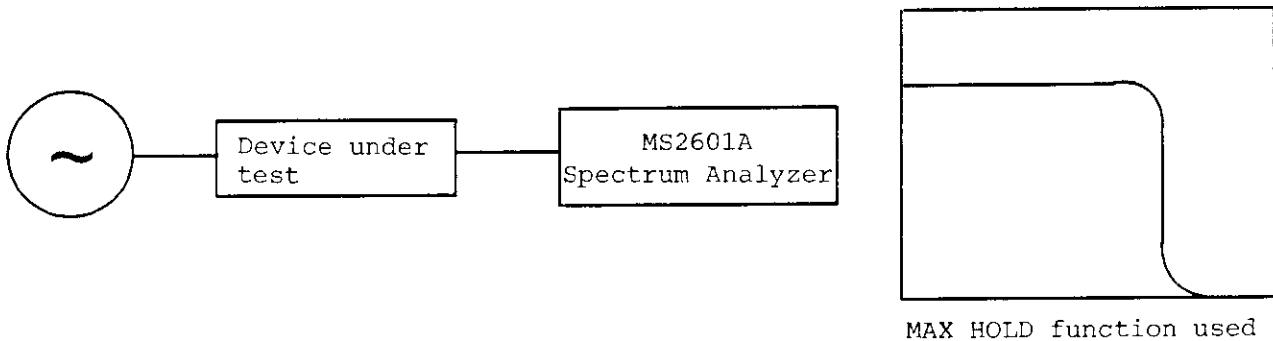 ~
Device under
test
MS2601A
Spectrum Analyzer
MAX HOLD function used